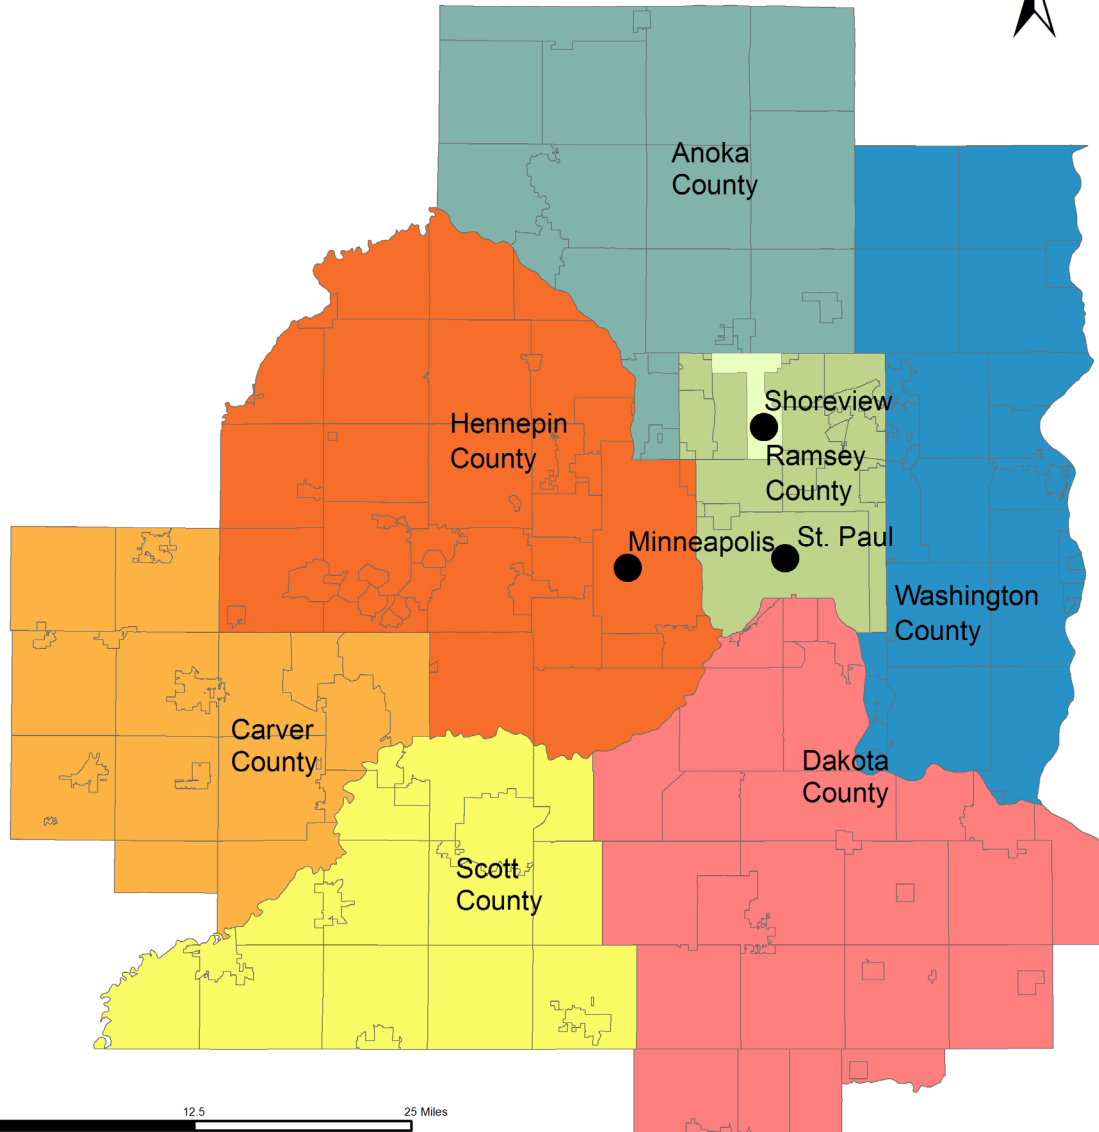 Anoka
County
Hennepin
County
Shoreview
Ramsey
County
Minneapolis
St. Paul
Washington
County
Carver
County
Dakota
County
Scott
County
12.5
25 Miles